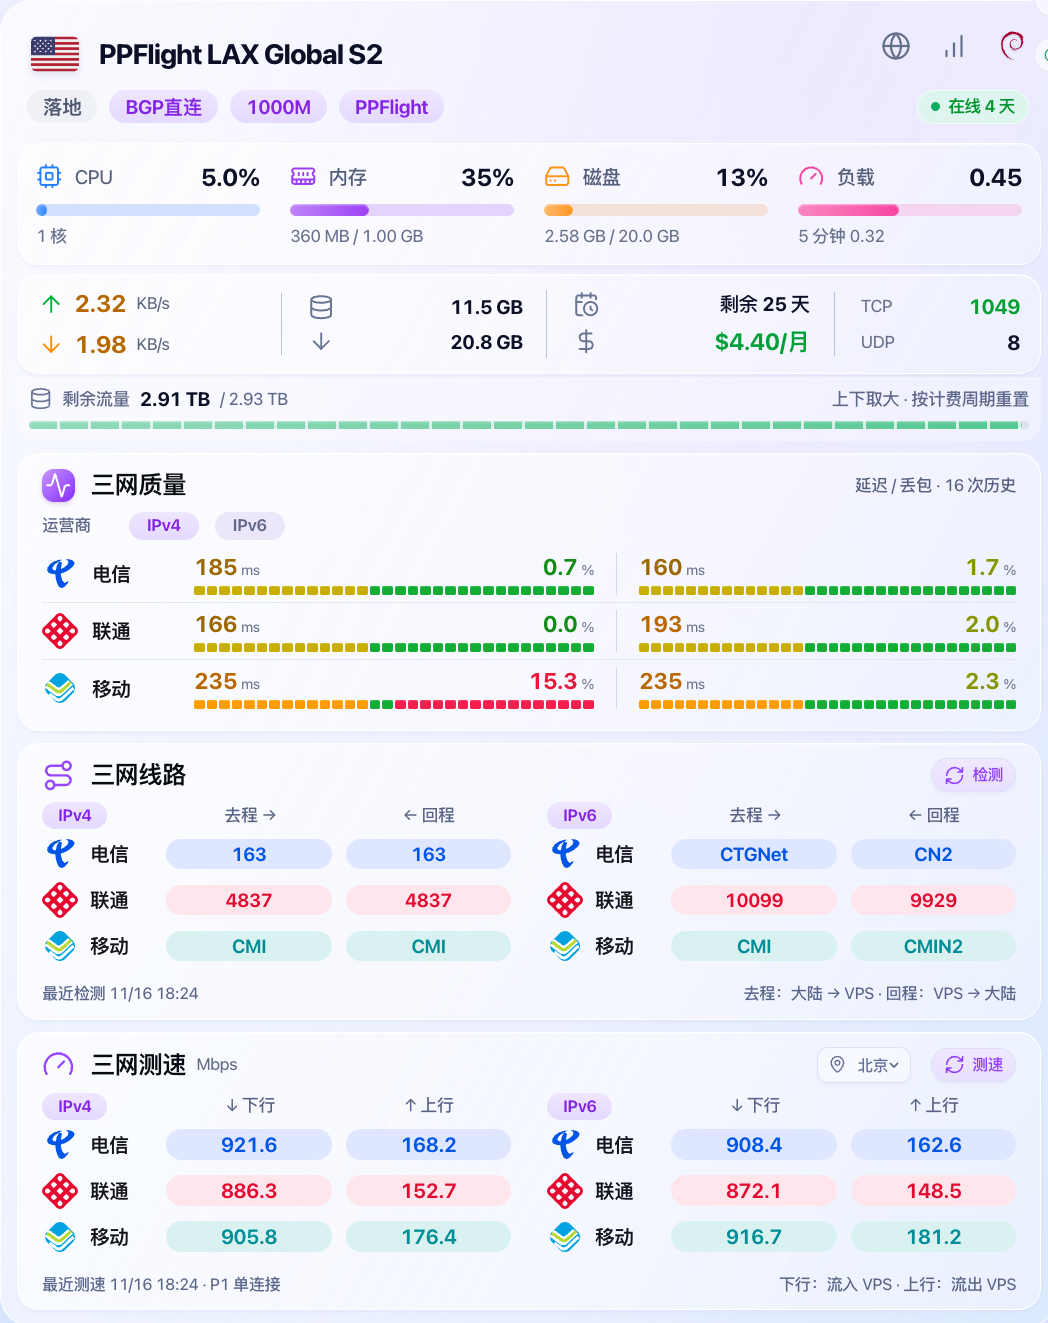 PPFlight LAX Global S2
落地 BGP直连 1000M PPFlight 在线 4 天
CPU 5.0% 内存 35% 磁盘 13% 负载 0.45
1 核 360 MB / 1.00 GB 2.58 GB / 20.0 GB 5 分钟 0.32
↑ 2.32 KB/s 11.5 GB 剩余 25 天 TCP 1049
↓ 1.98 KB/s ↓ 20.8 GB $ $4.40/月 UDP 8
剩余流量 2.91 TB / 2.93 TB 上下取大 · 按计费周期重置
三网质量 延迟 / 丢包 · 16 次历史
运营商 IPv4 IPv6
电信 185 ms 0.7 % 160 ms 1.7 %
联通 166 ms 0.0 % 193 ms 2.0 %
移动 235 ms 15.3 % 235 ms 2.3 %
三网线路 检测
IPv4 去程 → ← 回程 IPv6 去程 → ← 回程
电信 163 163 电信 CTGNet CN2
联通 4837 4837 联通 10099 9929
移动 CMI CMI 移动 CMI CMIN2
最近检测 11/16 18:24 去程：大陆 → VPS · 回程：VPS → 大陆
三网测速 Mbps 北京 测速
IPv4 ↓ 下行 ↑ 上行 IPv6 ↓ 下行 ↑ 上行
电信 921.6 168.2 电信 908.4 162.6
联通 886.3 152.7 联通 872.1 148.5
移动 905.8 176.4 移动 916.7 181.2
最近测速 11/16 18:24 · P1 单连接 下行：流入 VPS · 上行：流出 VPS